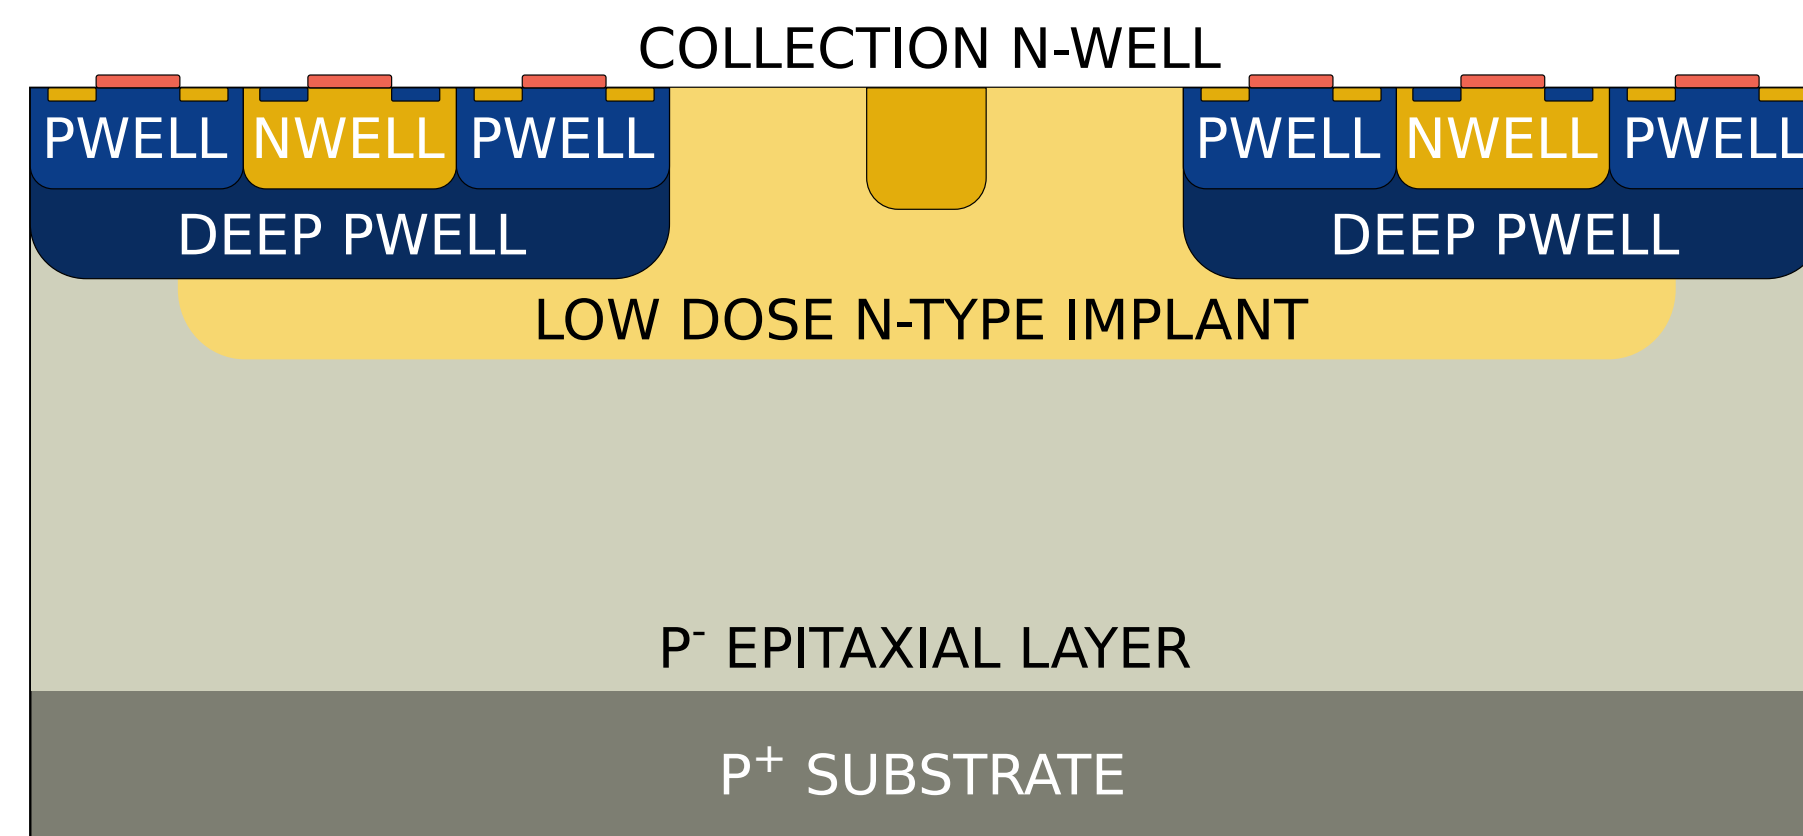 COLLECTION N-WELL
PWELL NWELL PWELL PWELL NWELL PWELL
DEEP PWELL DEEP PWELL
LOW DOSE N-TYPE IMPLANT
P⁻ EPITAXIAL LAYER
P⁺ SUBSTRATE